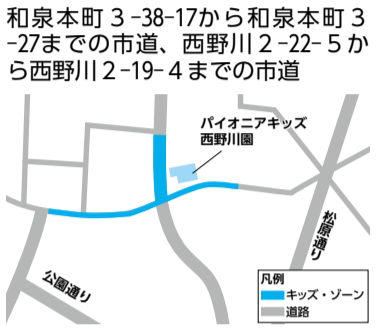 和泉本町３-38-17から和泉本町３
-27までの市道、西野川２-22-５か
ら西野川２-19-４までの市道
パイオニアキッズ
西野川園
松原通り
公園通り
凡例
キッズ・ゾーン
道路